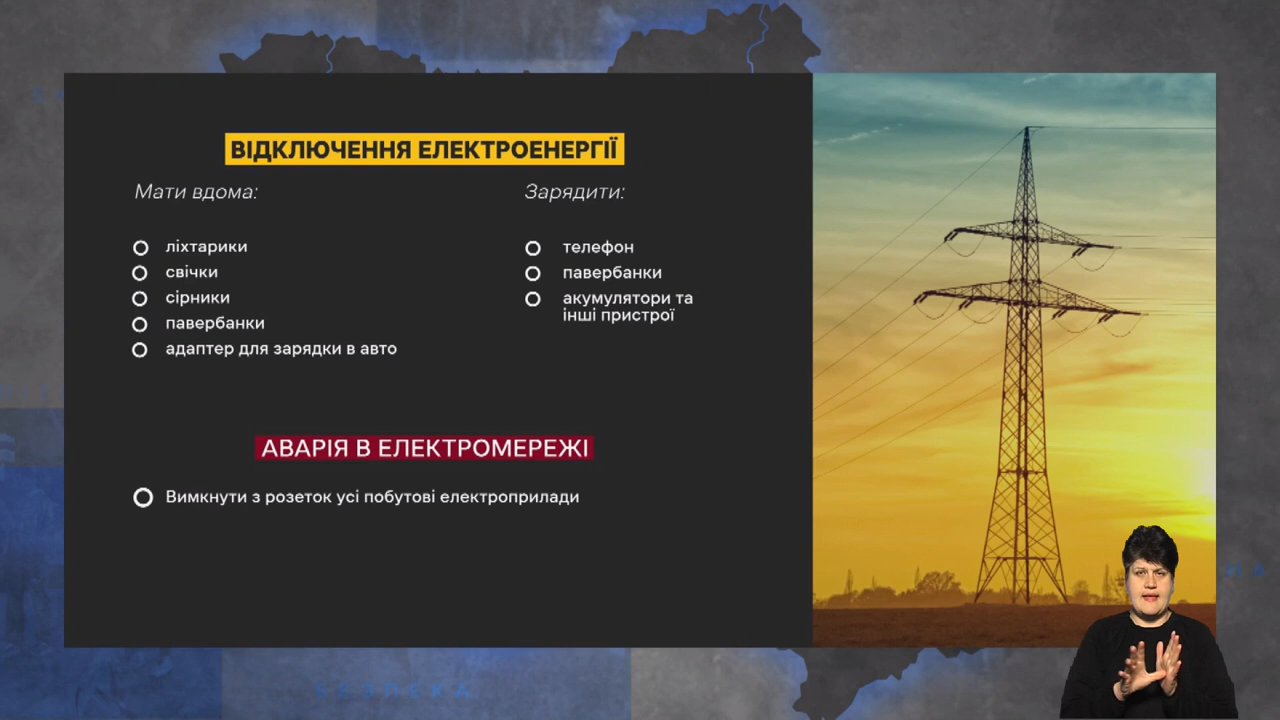 ВІДКЛЮЧЕННЯ ЕЛЕКТРОЕНЕРГІЇ
Мати вдома:
ліхтарики
свічки
сірники
павербанки
адаптер для зарядки в авто
Зарядити:
телефон
павербанки
акумулятори та
інші пристрої
АВАРІЯ В ЕЛЕКТРОМЕРЕЖІ
Вимкнути з розеток усі побутові електроприлади
БЕЗПЕКА